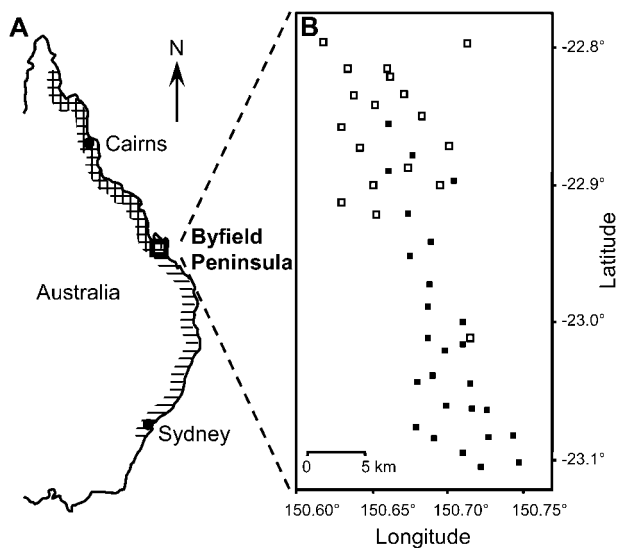 A
N
Cairns
Byfield
Peninsula
Australia
Sydney
B
0 5 km
-22.8°
-22.9°
-23.0°
-23.1°
Latitude
150.60° 150.65° 150.70° 150.75°
Longitude